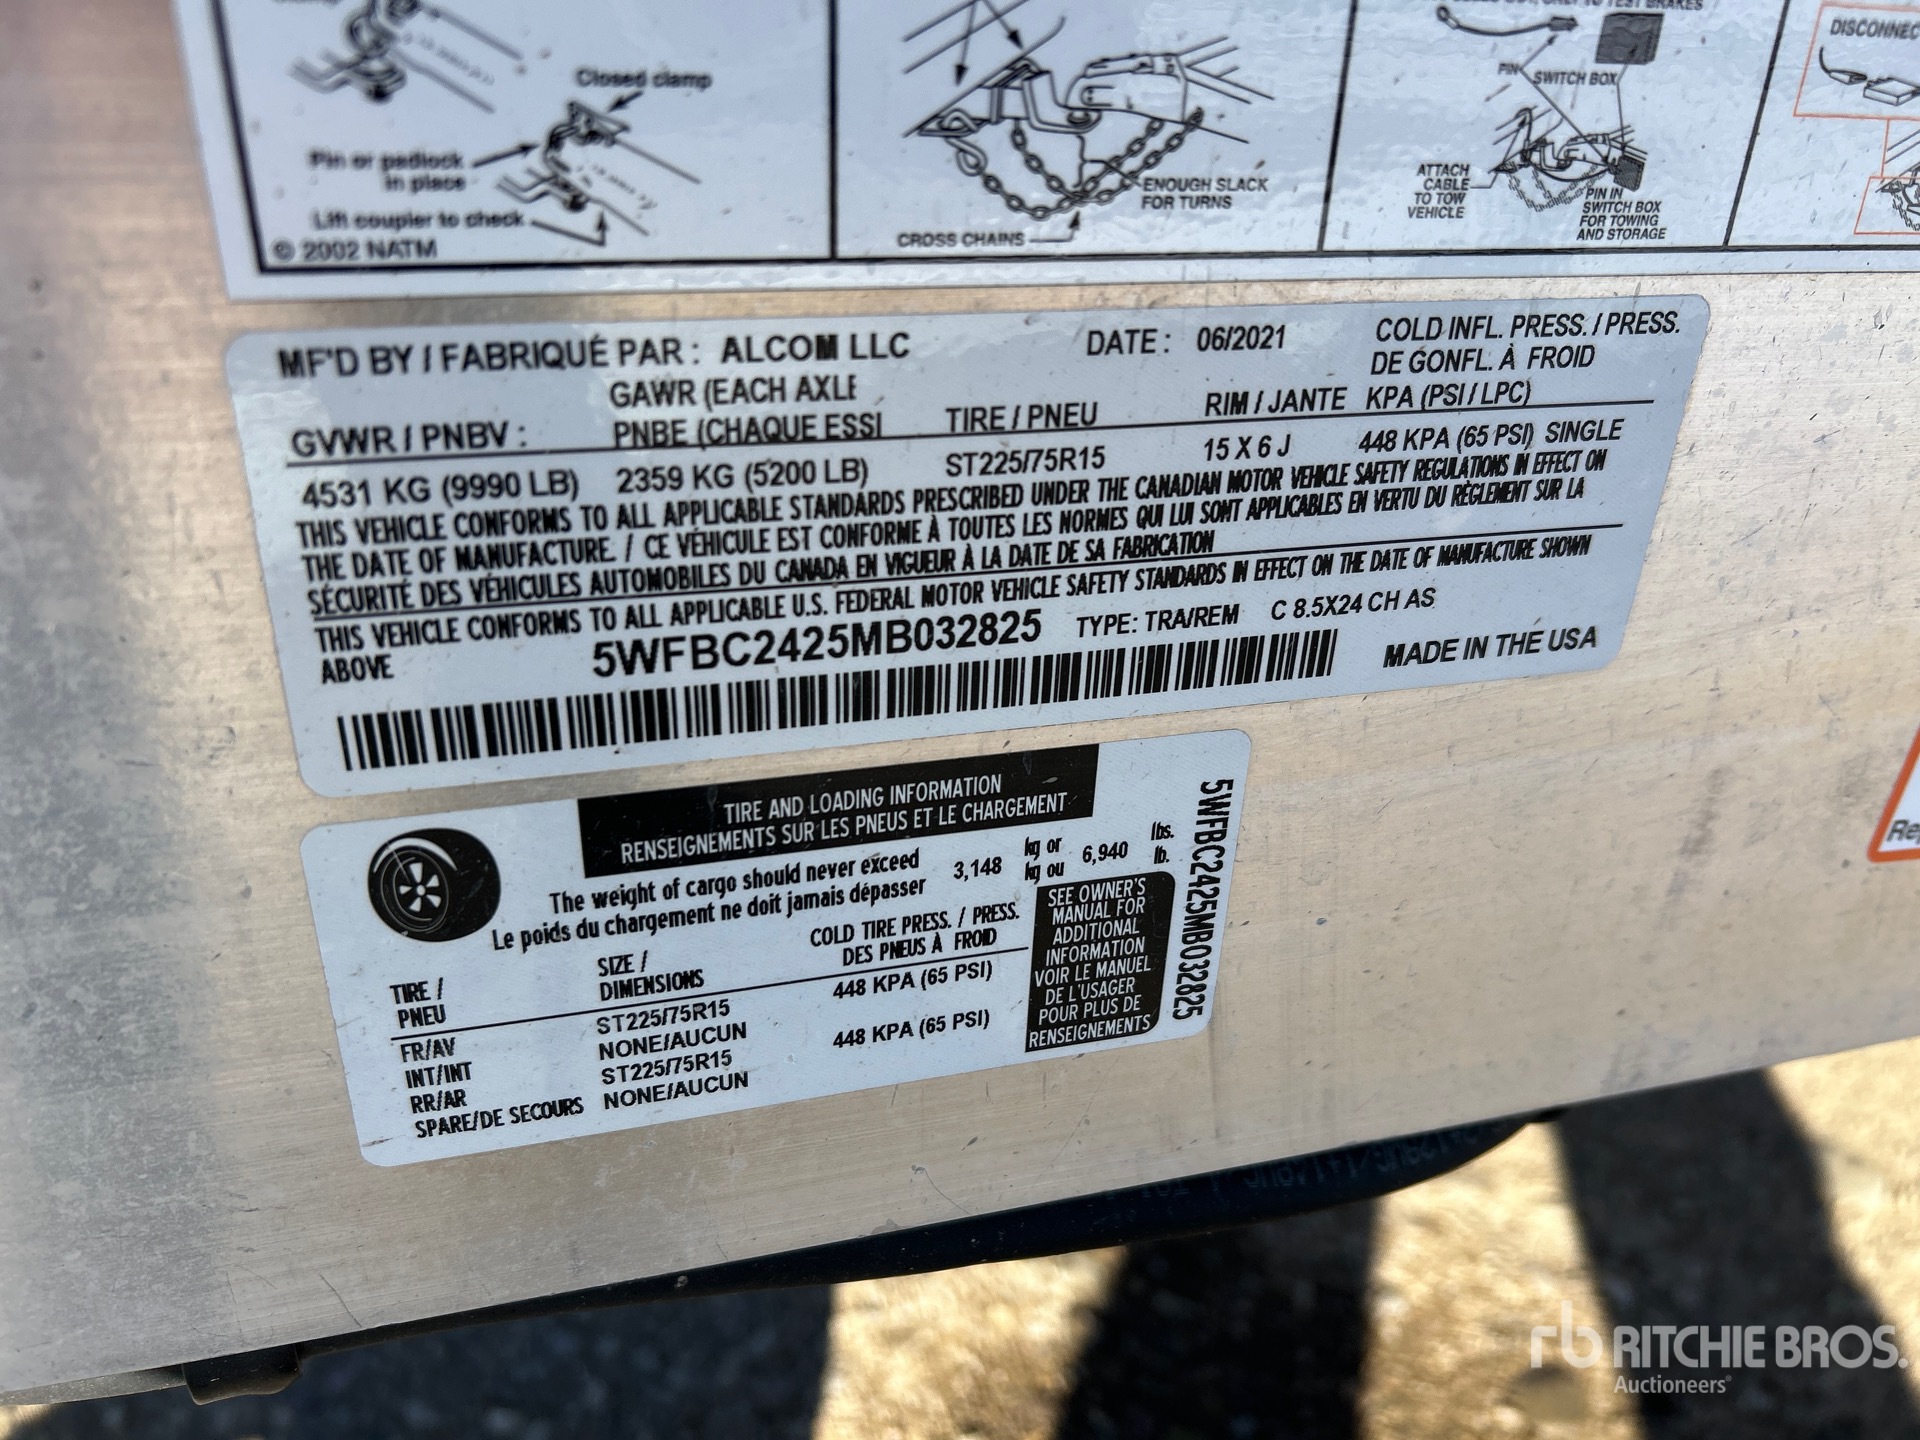 Closed clamp
Pin or padlock
in place
Lift coupler to check
© 2002 NATM
ENOUGH SLACK
FOR TURNS
CROSS CHAINS
TO TEST BRAKES
PIN
SWITCH BOX
ATTACH
CABLE
TO TOW
VEHICLE
PIN IN
SWITCH BOX
FOR TOWING
AND STORAGE
MF'D BY / FABRIQUÉ PAR : ALCOM LLC
DATE : 06/2021
COLD INFL. PRESS. / PRESS.
DE GONFL. À FROID
GVWR / PNBV :
GAWR (EACH AXLE
PNBE (CHAQUE ESSI
TIRE / PNEU
RIM / JANTE
KPA (PSI / LPC)
4531 KG (9990 LB)
2359 KG (5200 LB)
ST225/75R15
15 X 6 J
448 KPA (65 PSI) SINGLE
THIS VEHICLE CONFORMS TO ALL APPLICABLE STANDARDS PRESCRIBED UNDER THE CANADIAN MOTOR VEHICLE SAFETY REGULATIONS IN EFFECT ON
THE DATE OF MANUFACTURE. / CE VÉHICULE EST CONFORME À TOUTES LES NORMES QUI LUI SONT APPLICABLES EN VERTU DU RÈGLEMENT SUR LA
SÉCURITÉ DES VÉHICULES AUTOMOBILES DU CANADA EN VIGUEUR À LA DATE DE SA FABRICATION
THIS VEHICLE CONFORMS TO ALL APPLICABLE U.S. FEDERAL MOTOR VEHICLE SAFETY STANDARDS IN EFFECT ON THE DATE OF MANUFACTURE SHOWN
ABOVE
5WFBC2425MB032825
TYPE: TRA/REM
C 8.5X24 CH AS
MADE IN THE USA
TIRE AND LOADING INFORMATION
RENSEIGNEMENTS SUR LES PNEUS ET LE CHARGEMENT
The weight of cargo should never exceed 3,148 kg or 6,940 lbs.
Le poids du chargement ne doit jamais dépasser kg ou lb.
TIRE /
PNEU
SIZE /
DIMENSIONS
COLD TIRE PRESS. / PRESS.
DES PNEUS À FROID
FR/AV ST225/75R15 448 KPA (65 PSI)
INT/INT NONE/AUCUN
RR/AR ST225/75R15 448 KPA (65 PSI)
SPARE/DE SECOURS NONE/AUCUN
SEE OWNER'S
MANUAL FOR
ADDITIONAL
INFORMATION
VOIR LE MANUEL
DE L'USAGER
POUR PLUS DE
RENSEIGNEMENTS
5WFBC2425MB032825
rb RITCHIE BROS.
Auctioneers